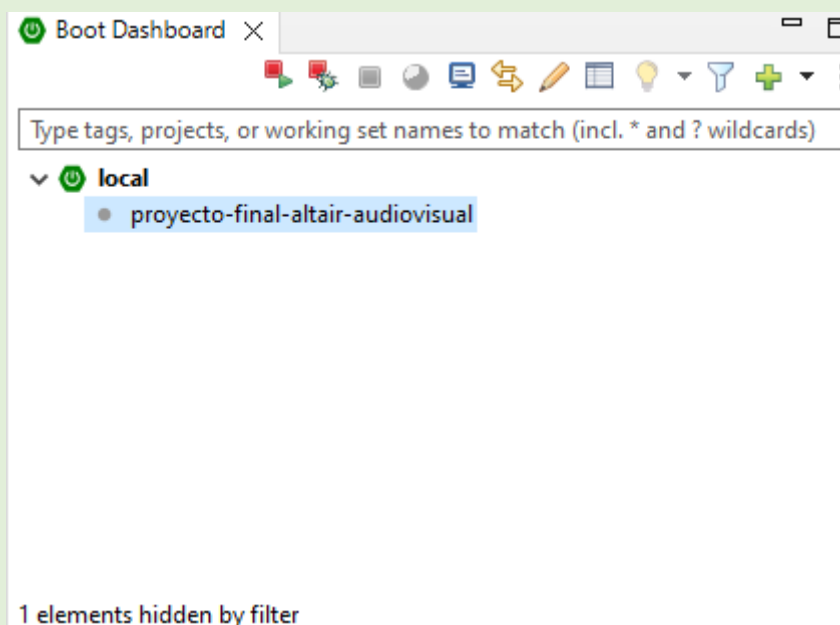 Boot Dashboard
Type tags, projects, or working set names to match (incl. * and ? wildcards)
local
proyecto-final-altair-audiovisual
1 elements hidden by filter